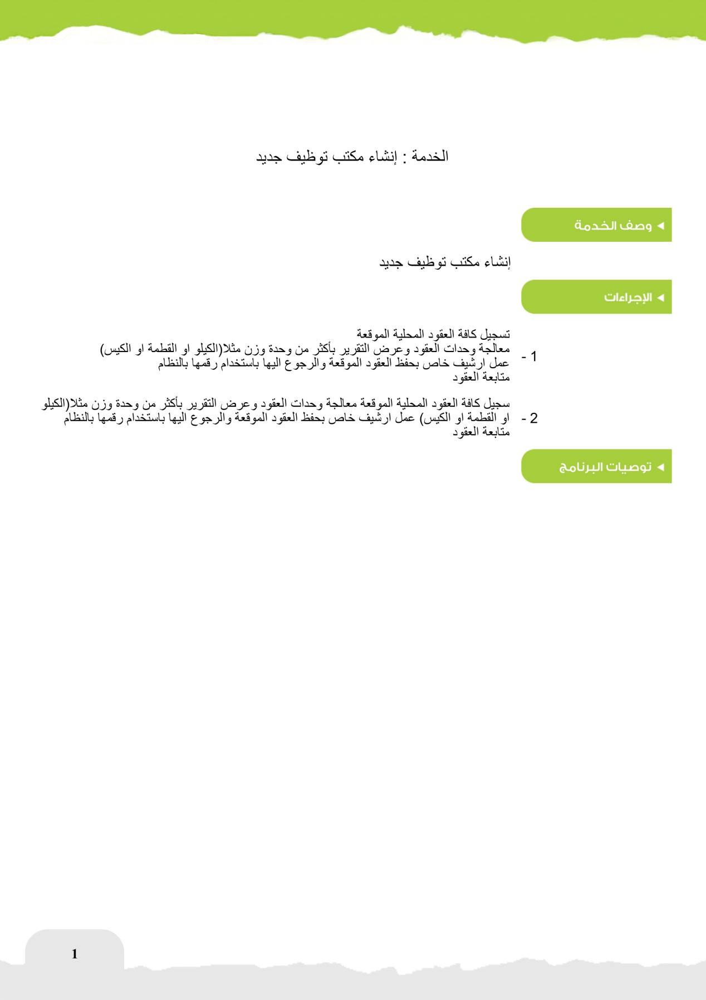 الخدمة : إنشاء مكتب توظيف جديد
وصف الخدمة
إنشاء مكتب توظيف جديد
الإجراءات
1 -
تسجيل كافة العقود المحلية الموقعة
معالجة وحدات العقود وعرض التقرير بأكثر من وحدة وزن مثلا(الكيلو او القطمة او الكيس)
عمل ارشيف خاص بحفظ العقود الموقعة والرجوع اليها باستخدام رقمها بالنظام
متابعة العقود
2 -
سجيل كافة العقود المحلية الموقعة معالجة وحدات العقود وعرض التقرير بأكثر من وحدة وزن مثلا(الكيلو
او القطمة او الكيس) عمل ارشيف خاص بحفظ العقود الموقعة والرجوع اليها باستخدام رقمها بالنظام
متابعة العقود
توصيات البرنامج
1